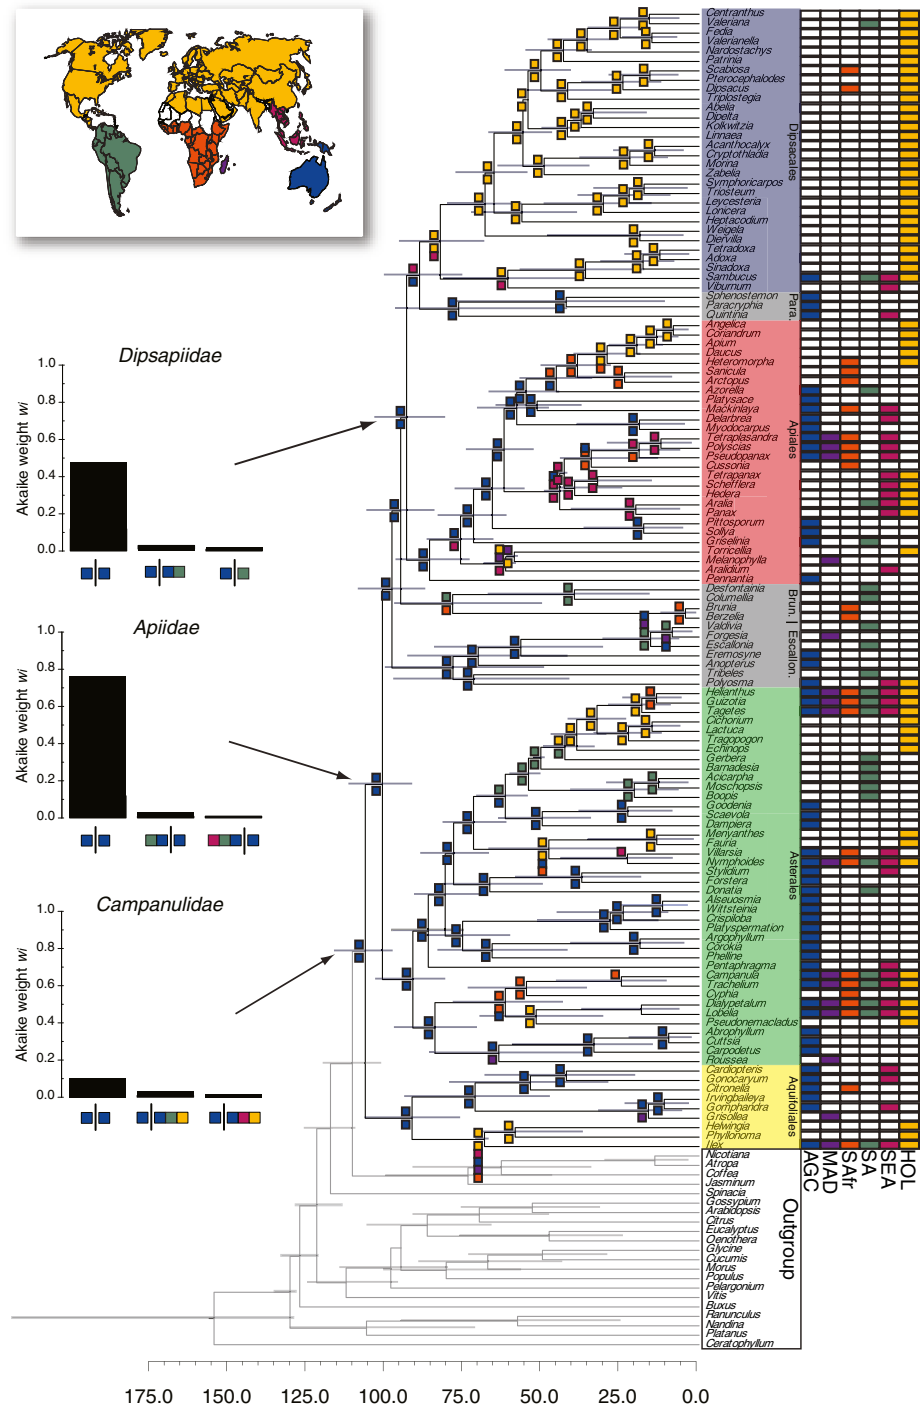 Centranthus
Valeriana
Fedia
Valerianella
Nardostachys
Patrinia
Scabiosa
Pterocephalodes
Dipsacus
Triplostegia
Abelia
Dipelta
Kolkwitzia
Linnaea
Acanthocalyx
Cryptothladia
Morina
Zabelia
Symphoricarpos
Triosteum
Leycesteria
Lonicera
Heptacodium
Weigela
Diervilla
Tetradoxa
Adoxa
Sinadoxa
Sambucus
Viburnum
Dipsacales
Sphenostemon
Paracryphia
Quintinia
Para.
Angelica
Coriandrum
Apium
Daucus
Heteromorpha
Sanicula
Arctopus
Azorella
Platysace
Mackinlaya
Delarbrea
Myodocarpus
Tetraplasandra
Polyscias
Pseudopanax
Cussonia
Tetrapanax
Schefflera
Hedera
Aralia
Panax
Pittosporum
Sollya
Griselinia
Torricellia
Melanophylla
Aralidium
Pennantia
Apiales
Desfontainia
Columellia
Brunia
Berzelia
Brun. |
Valdivia
Forgesia
Escallonia
Eremosyne
Anopterus
Tribeles
Polyosma
Escallon.
Helianthus
Guizotia
Tagetes
Cichorium
Lactuca
Tragopogon
Echinops
Gerbera
Barnadesia
Acicarpha
Moschopsis
Boopis
Goodenia
Scaevola
Dampiera
Menyanthes
Fauria
Villarsia
Nymphoides
Stylidium
Forstera
Donatia
Alseuosmia
Wittsteinia
Crispiloba
Platyspermation
Argophyllum
Corokia
Phelline
Pentaphragma
Campanula
Trachelium
Cyphia
Dialypetalum
Lobelia
Pseudonemacladus
Abrophyllum
Cuttsia
Carpodetus
Roussea
Asterales
Cardiopteris
Gonocaryum
Citronella
Irvingbaileya
Gomphandra
Grisollea
Helwingia
Phyllonoma
Ilex
Aquifoliales
Nicotiana
Atropa
Coffea
Jasminum
Spinacia
Gossypium
Arabidopsis
Citrus
Eucalyptus
Oenothera
Glycine
Cucumis
Morus
Populus
Pelargonium
Vitis
Buxus
Ranunculus
Nandina
Platanus
Ceratophyllum
Outgroup
AGC
MAD
SAfr
SA
SEA
HOL
Dipsapiidae
Akaike weight wi
1.0
0.8
0.6
0.4
0.2
0.0
Apiidae
Akaike weight wi
1.0
0.8
0.6
0.4
0.2
0.0
Campanulidae
Akaike weight wi
1.0
0.8
0.6
0.4
0.2
0.0
175.0 150.0 125.0 100.0 75.0 50.0 25.0 0.0